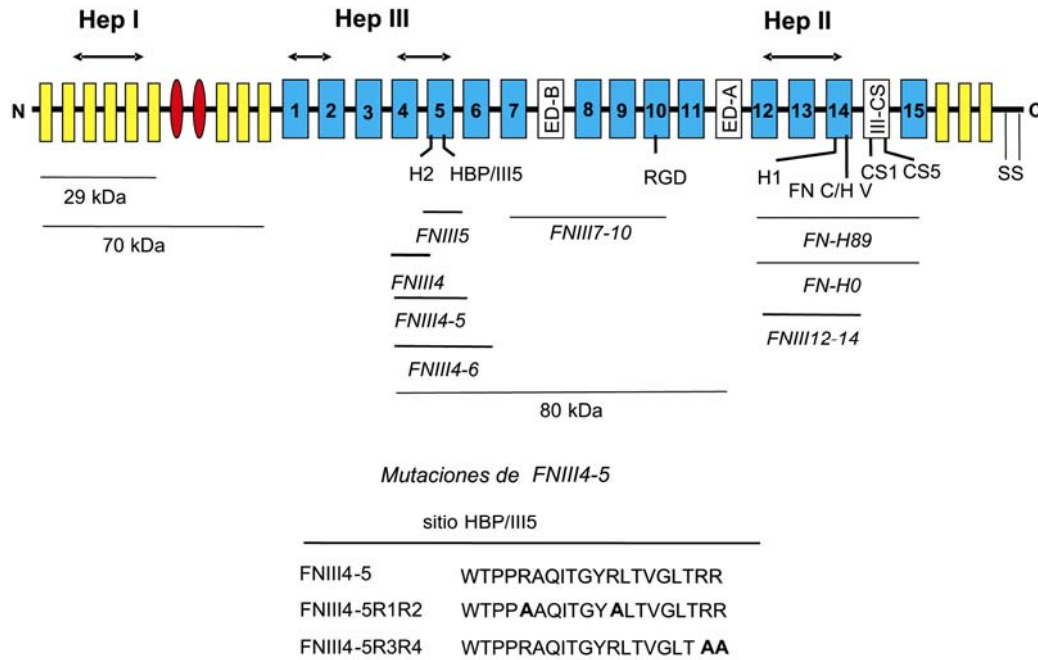 Hep I Hep III Hep II
N 1 2 3 4 5 6 7 ED-B 8 9 10 11 ED-A 12 13 14 III-CS 15 C
H2 HBP/III5 RGD H1 CS1 CS5 SS
FN C/H V
29 kDa
70 kDa
FNIII5 FNIII7-10 FN-H89
FNIII4 FN-H0
FNIII4-5
FNIII12-14
FNIII4-6
80 kDa
Mutaciones de FNIII4-5
sitio HBP/III5
FNIII4-5 WTPPRAQITGYRLTVGLTRR
FNIII4-5R1R2 WTPPAAQITGYALTVGLTRR
FNIII4-5R3R4 WTPPRAQITGYRLTVGLT AA